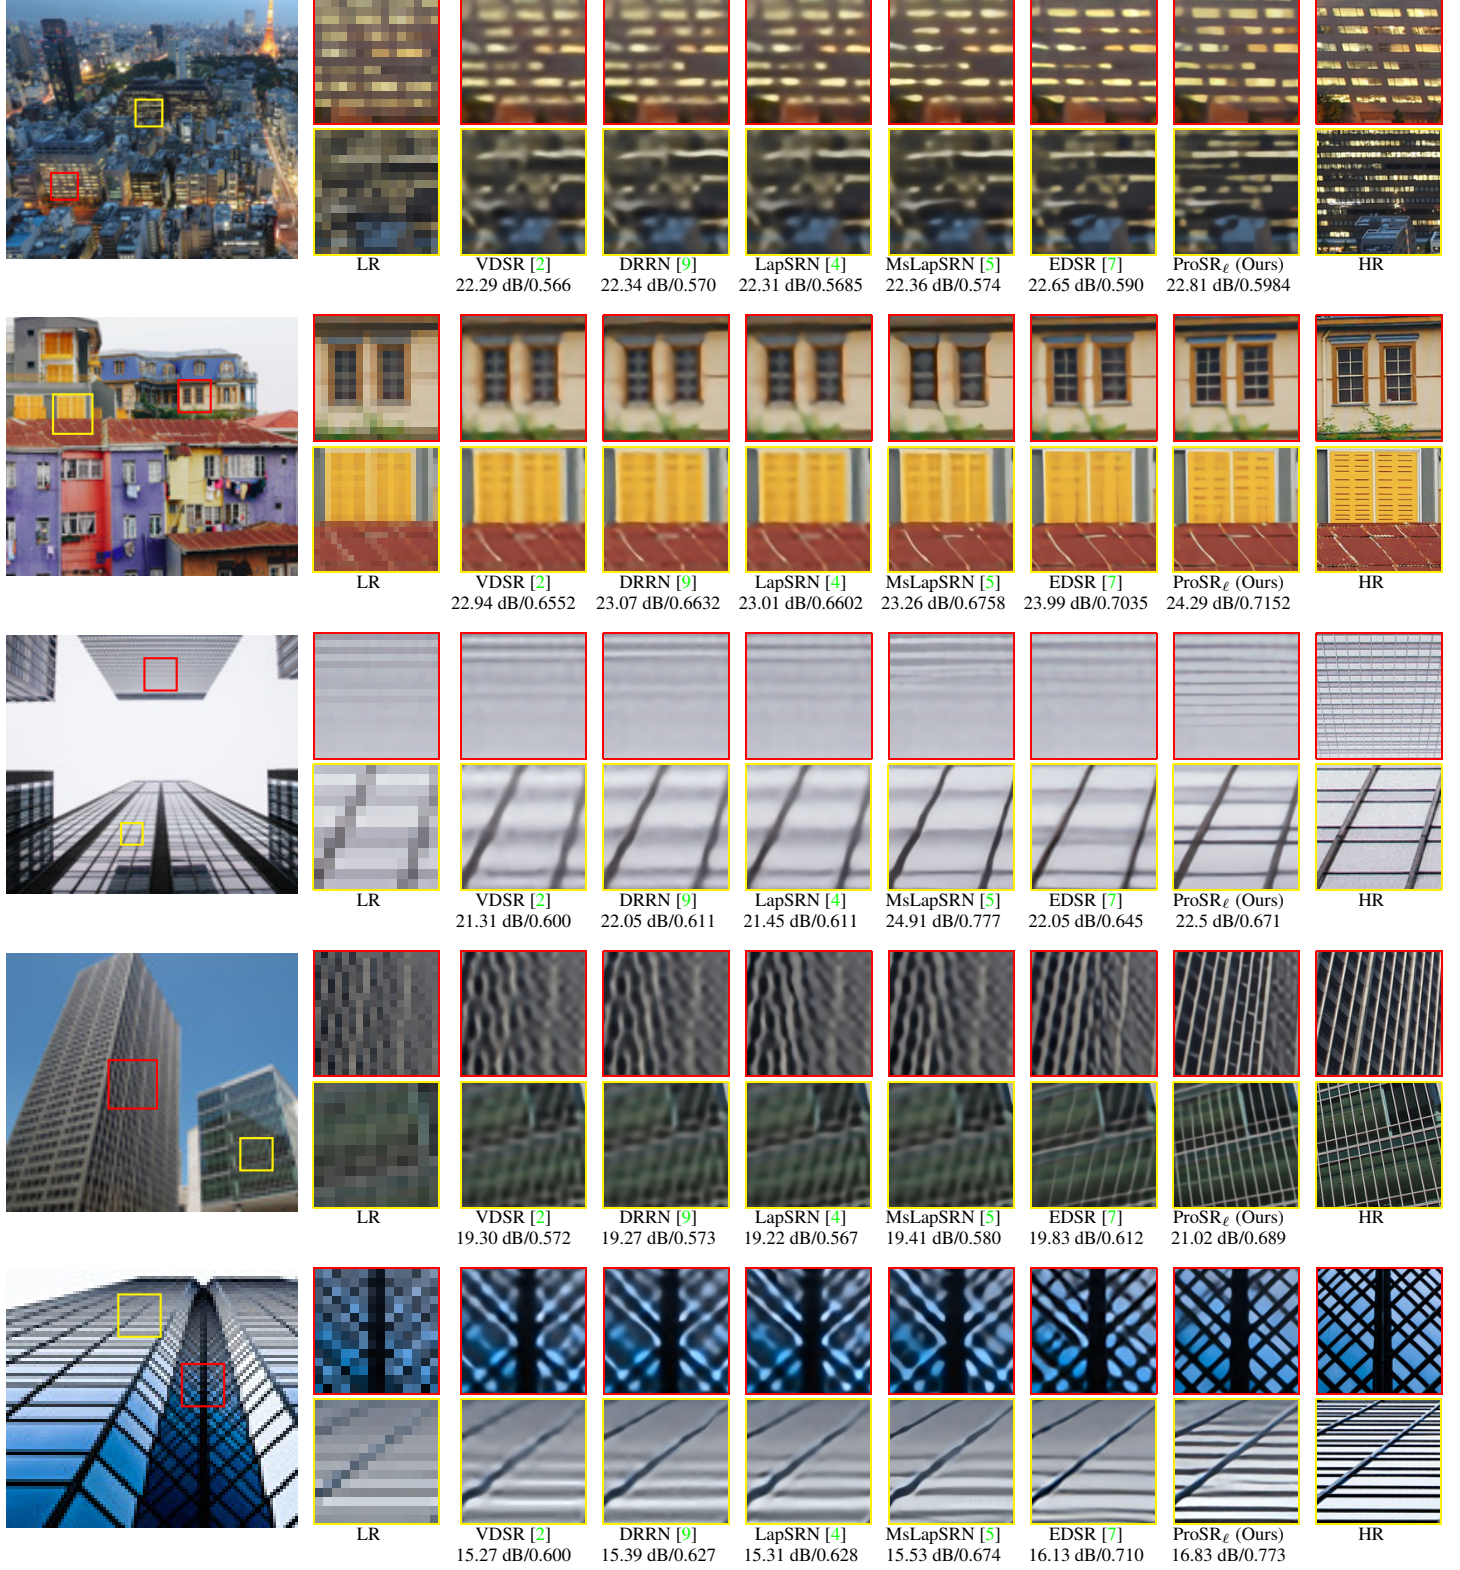 LR VDSR [2] DRRN [9] LapSRN [4] MsLapSRN [5] EDSR [7] ProSRℓ (Ours) HR
22.29 dB/0.566 22.34 dB/0.570 22.31 dB/0.5685 22.36 dB/0.574 22.65 dB/0.590 22.81 dB/0.5984
LR VDSR [2] DRRN [9] LapSRN [4] MsLapSRN [5] EDSR [7] ProSRℓ (Ours) HR
22.94 dB/0.6552 23.07 dB/0.6632 23.01 dB/0.6602 23.26 dB/0.6758 23.99 dB/0.7035 24.29 dB/0.7152
LR VDSR [2] DRRN [9] LapSRN [4] MsLapSRN [5] EDSR [7] ProSRℓ (Ours) HR
21.31 dB/0.600 22.05 dB/0.611 21.45 dB/0.611 24.91 dB/0.777 22.05 dB/0.645 22.5 dB/0.671
LR VDSR [2] DRRN [9] LapSRN [4] MsLapSRN [5] EDSR [7] ProSRℓ (Ours) HR
19.30 dB/0.572 19.27 dB/0.573 19.22 dB/0.567 19.41 dB/0.580 19.83 dB/0.612 21.02 dB/0.689
LR VDSR [2] DRRN [9] LapSRN [4] MsLapSRN [5] EDSR [7] ProSRℓ (Ours) HR
15.27 dB/0.600 15.39 dB/0.627 15.31 dB/0.628 15.53 dB/0.674 16.13 dB/0.710 16.83 dB/0.773